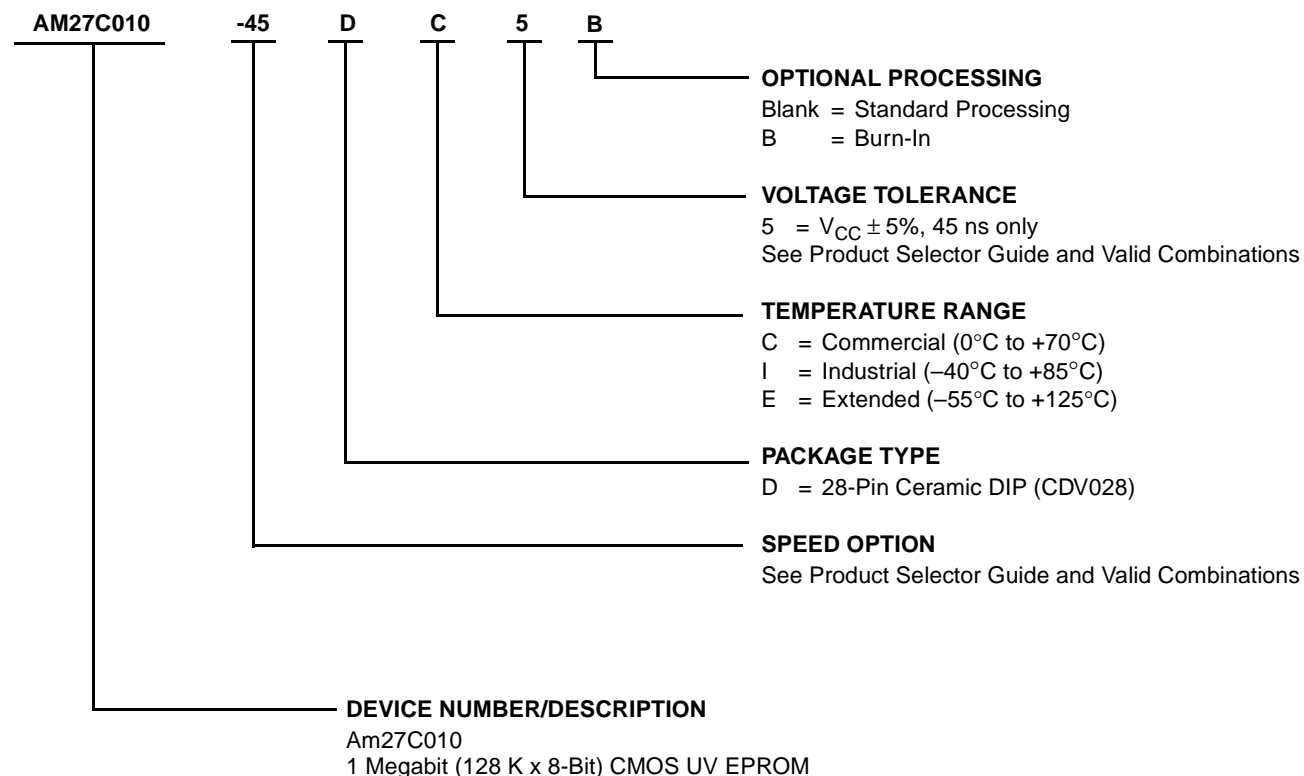 AM27C010 -45 D C 5 B
OPTIONAL PROCESSING
Blank = Standard Processing
B = Burn-In
VOLTAGE TOLERANCE
5 = VCC ± 5%, 45 ns only
See Product Selector Guide and Valid Combinations
TEMPERATURE RANGE
C = Commercial (0°C to +70°C)
I = Industrial (–40°C to +85°C)
E = Extended (–55°C to +125°C)
PACKAGE TYPE
D = 28-Pin Ceramic DIP (CDV028)
SPEED OPTION
See Product Selector Guide and Valid Combinations
DEVICE NUMBER/DESCRIPTION
Am27C010
1 Megabit (128 K x 8-Bit) CMOS UV EPROM